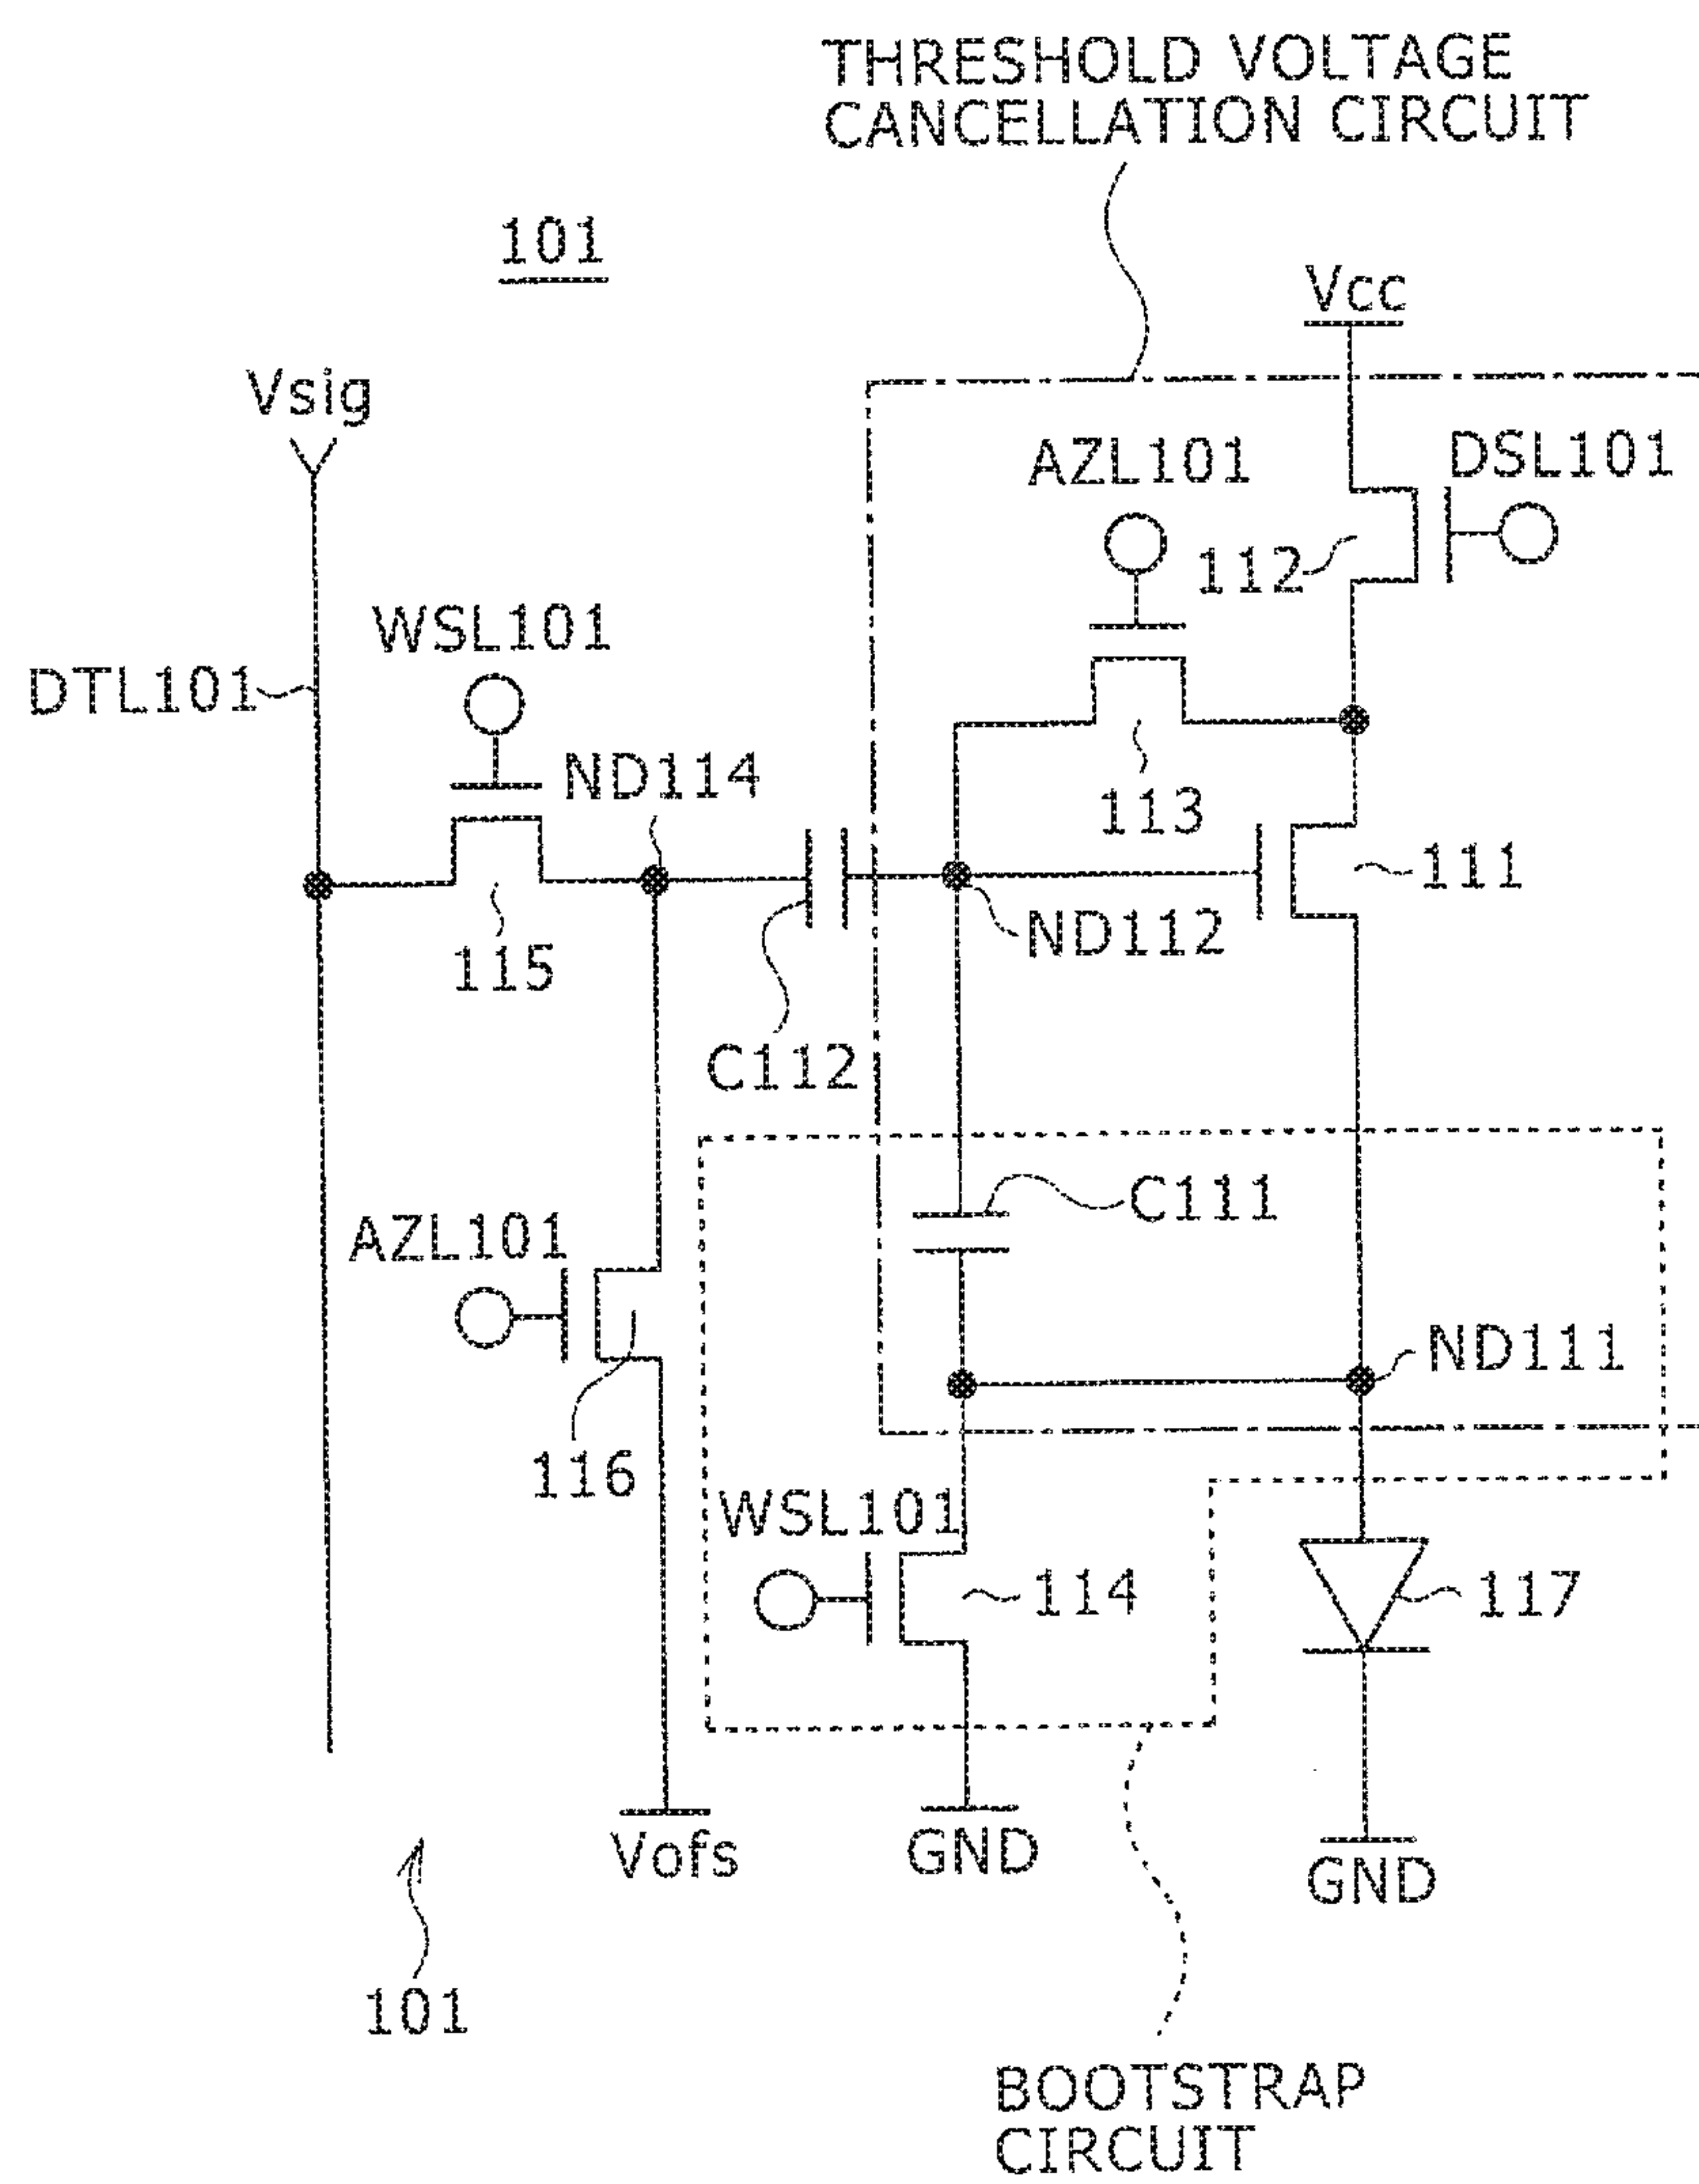 THRESHOLD VOLTAGE
CANCELLATION CIRCUIT
101
Vcc
Vsig
AZL101
DSL101
112
WSL101
DTL101
ND114
113
111
ND112
115
C112
C111
AZL101
ND111
116
WSL101
114
117
Vofs
GND
GND
101
BOOTSTRAP
CIRCUIT